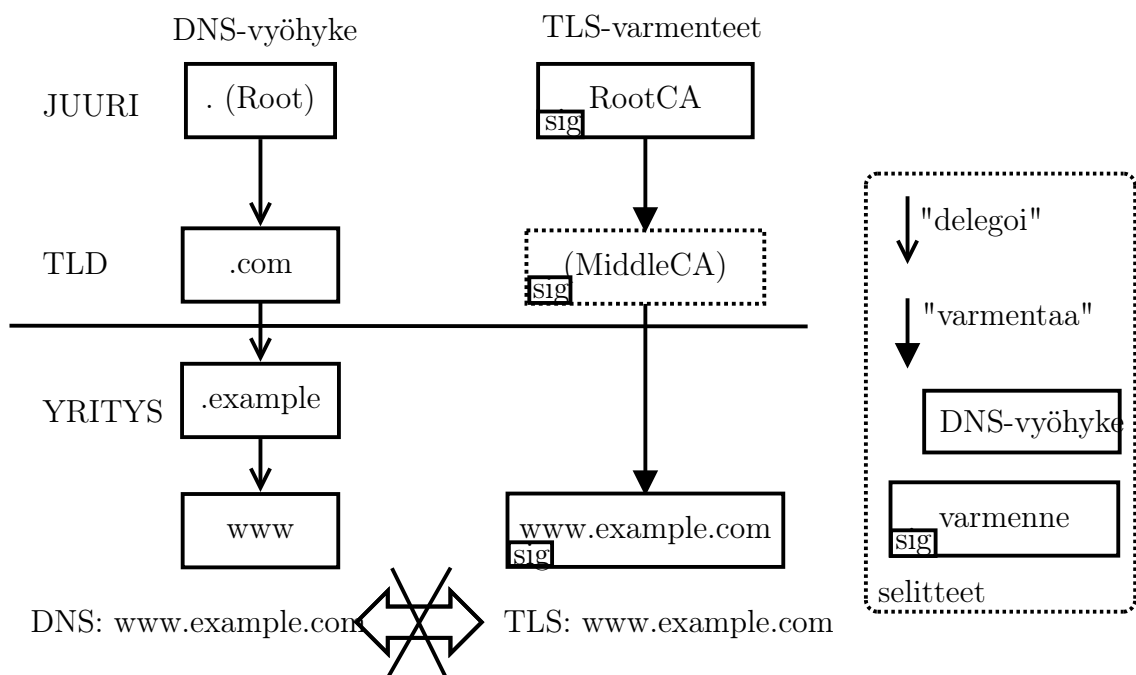 DNS-vyöhyke
TLS-varmenteet
JUURI
. (Root)
RootCA
sig
TLD
.com
(MiddleCA)
sig
YRITYS
.example
www
www.example.com
sig
DNS: www.example.com
TLS: www.example.com
"delegoi"
"varmentaa"
DNS-vyöhyke
varmenne
sig
selitteet